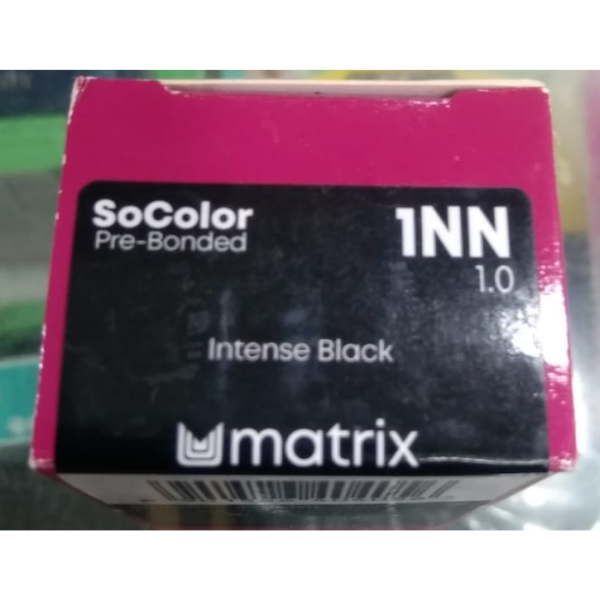 SoColor
Pre-Bonded
1NN
1.0
Intense Black
matrix